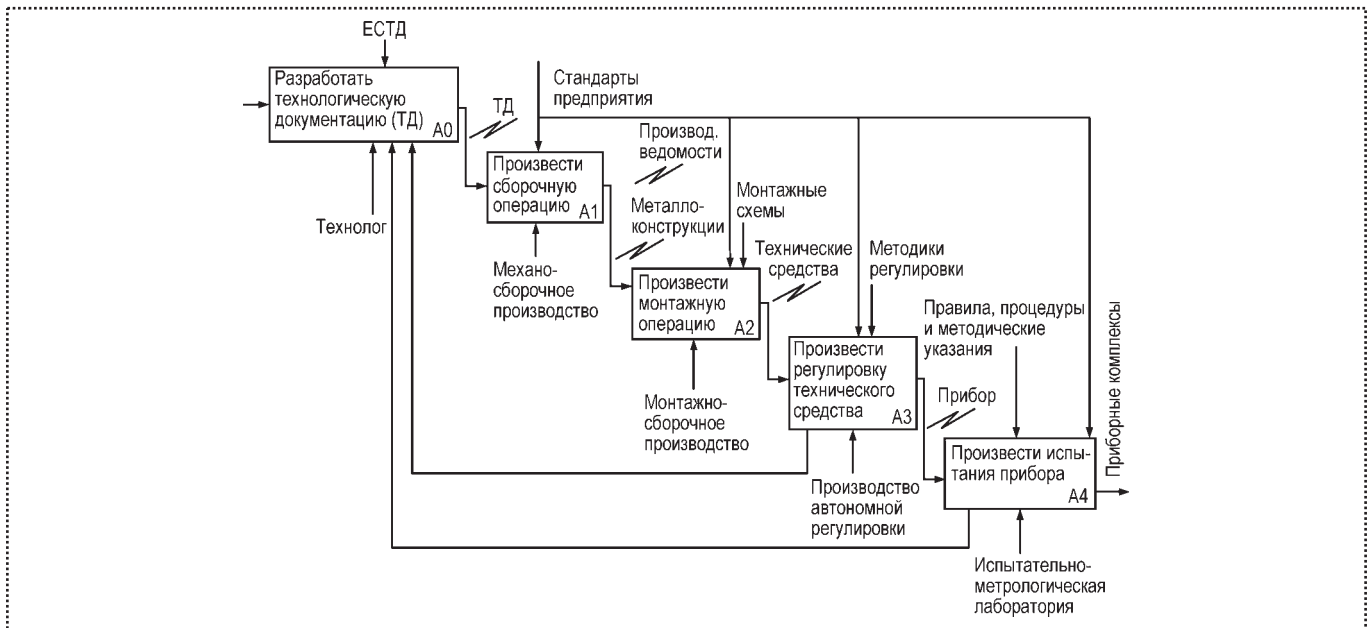 ЕСТД
Разработать
технологическую
документацию (ТД)
А0
ТД
Стандарты
предприятия
Технолог
Произвести
сборочную
операцию
А1
Производ.
ведомости
Механо-
сборочное
производство
Металло-
конструкции
Монтажные
схемы
Произвести
монтажную
операцию
А2
Технические
средства
Монтажно-
сборочное
производство
Методики
регулировки
Произвести
регулировку
технического
средства
А3
Прибор
Производство
автономной
регулировки
Правила, процедуры
и методические
указания
Произвести испы-
тания прибора
А4
Приборные комплексы
Испытательно-
метрологическая
лаборатория